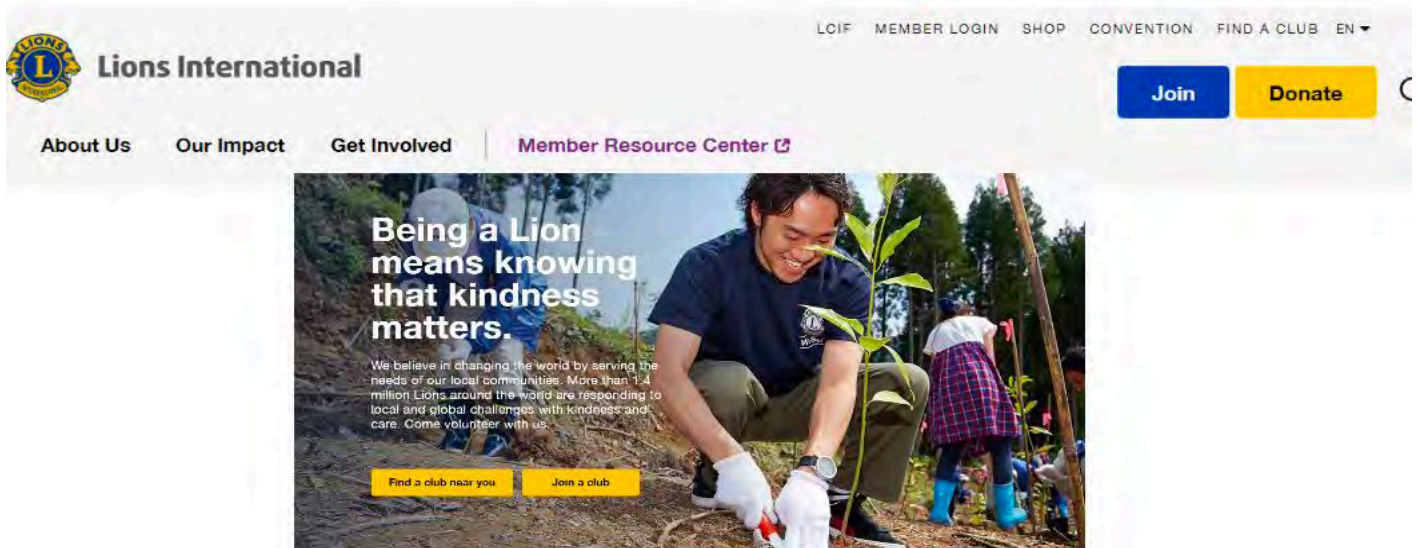 LCIF MEMBER LOGIN SHOP CONVENTION FIND A CLUB EN
LIONS
L
INTERNATIONAL
Lions International
Join Donate
About Us Our Impact Get Involved Member Resource Center
Being a Lion
means knowing
that kindness
matters.
We believe in changing the world by serving the
needs of our local communities. More than 1.4
million Lions around the world are responding to
local and global challenges with kindness and
care. Come volunteer with us.
Find a club near you Join a club
L